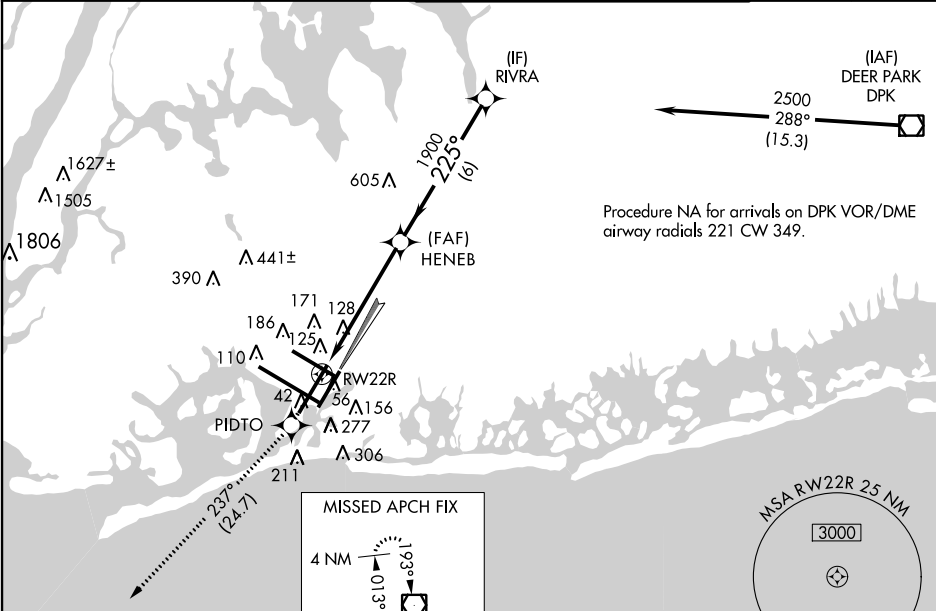 (IF)
RIVRA
(IAF)
DEER PARK
DPK
2500
288°
(15.3)
1900
225°
(6)
1627±
1505
605
Procedure NA for arrivals on DPK VOR/DME
airway radials 221 CW 349.
1806
(FAF)
HENEB
441±
390
171
128
186
125
110
RW22R
42
56
156
PIDTO
277
211
306
237°
(24.7)
MISSED APCH FIX
4 NM
193°
013°
MSA RW22R 25 NM
3000